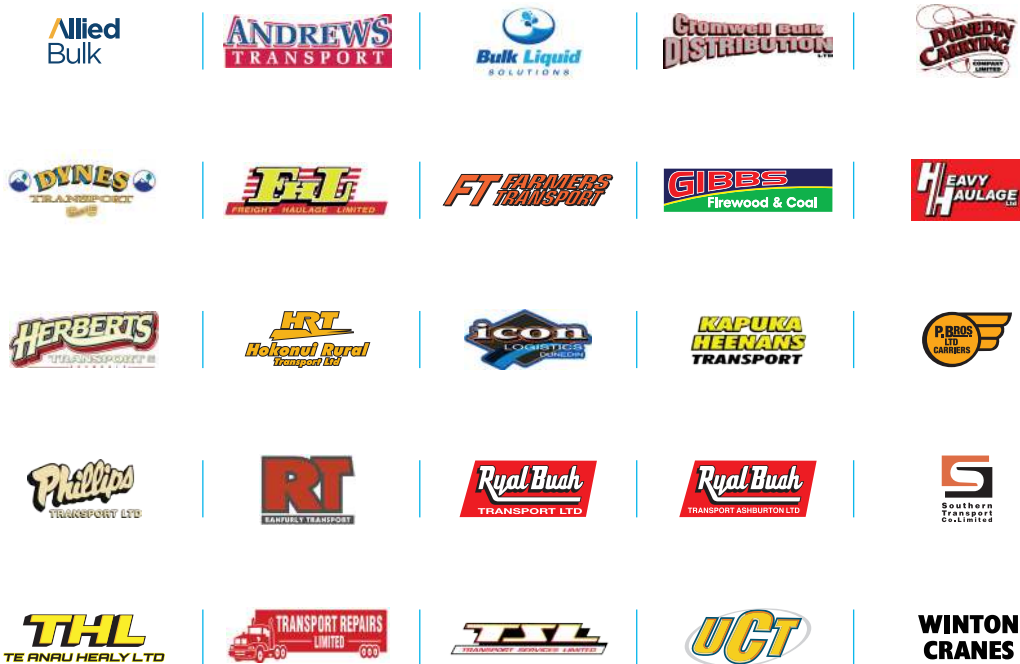 Allied
Bulk
ANDREWS
TRANSPORT
Bulk Liquid
SOLUTIONS
Cromwell Bulk
DISTRIBUTION
LTD
DUNEDIN
CARRYING
COMPANY
LIMITED
DYNES
TRANSPORT
FHL
FREIGHT HAULAGE LIMITED
FT FARMERS
TRANSPORT
GIBBS
Firewood & Coal
HEAVY
HAULAGE
Ltd
HERBERTS
TRANSPORT
HRT
Hokonui Rural
Transport Ltd
icon
LOGISTICS
DUNEDIN
KAPUKA
HEENANS
TRANSPORT
P. BROS
LTD
CARRIERS
Phillips
TRANSPORT LTD
RT
RANFURLY TRANSPORT
Ryal Bush
TRANSPORT LTD
Ryal Bush
TRANSPORT ASHBURTON LTD
S
Southern
Transport
Co.Limited
THL
TE ANAU HEALY LTD
TRANSPORT REPAIRS
LIMITED
TSL
TRANSPORT SERVICES LIMITED
UCT
WINTON
CRANES